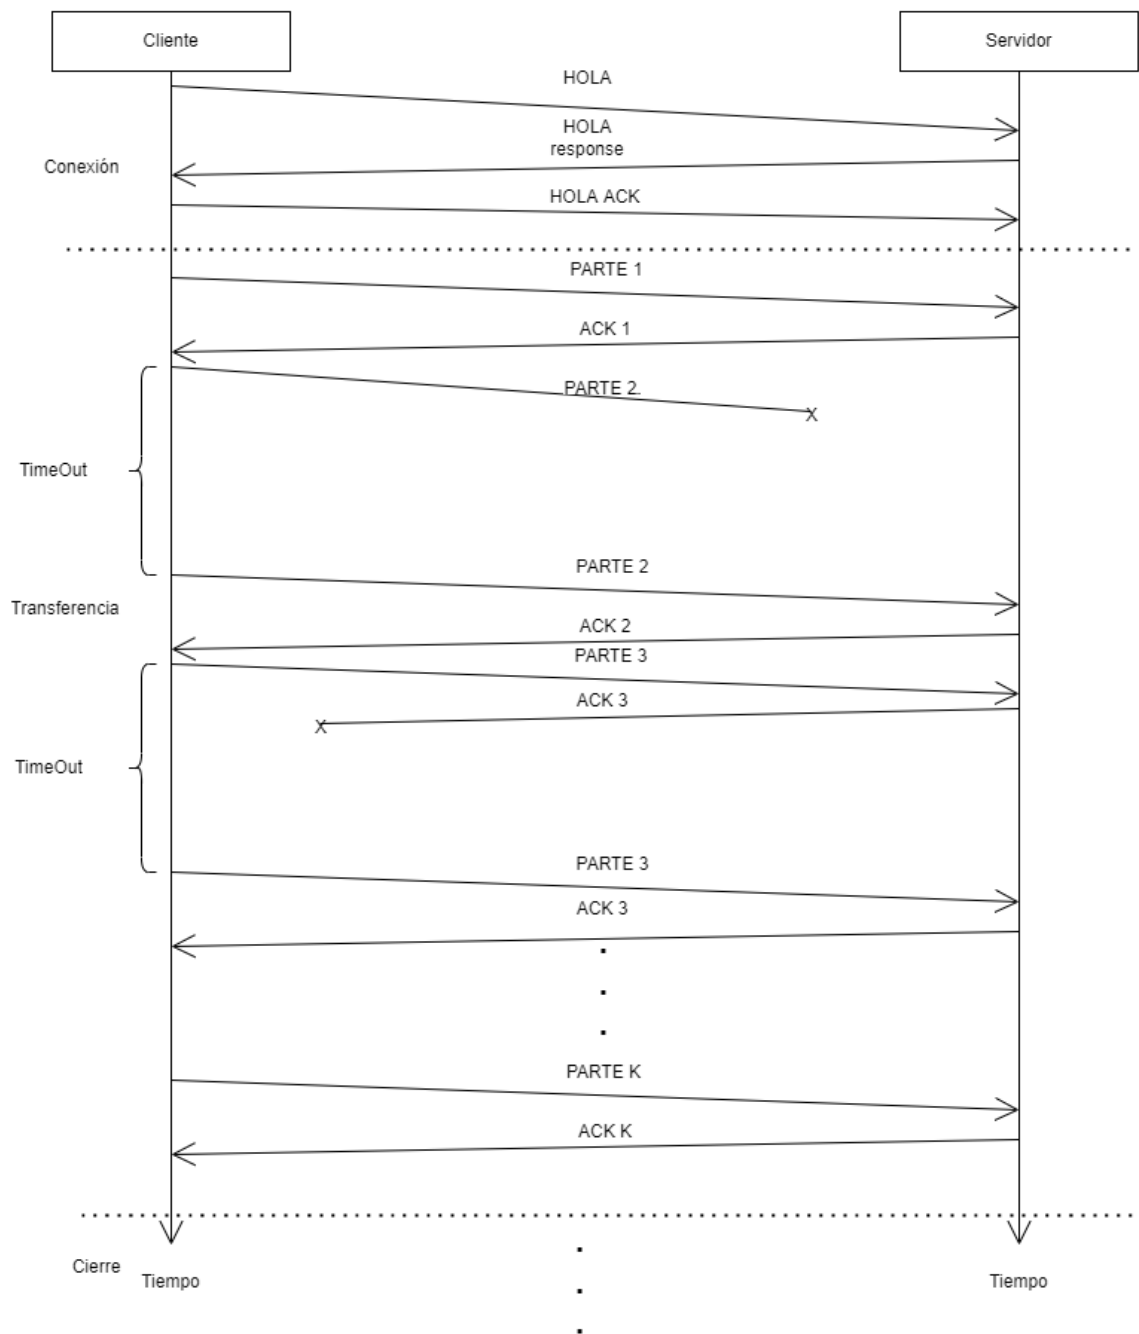 Cliente
Servidor
HOLA
HOLA
response
Conexión
HOLA ACK
PARTE 1
ACK 1
PARTE 2
X
TimeOut
PARTE 2
Transferencia
ACK 2
PARTE 3
ACK 3
X
TimeOut
PARTE 3
ACK 3
PARTE K
ACK K
Cierre
Tiempo
Tiempo